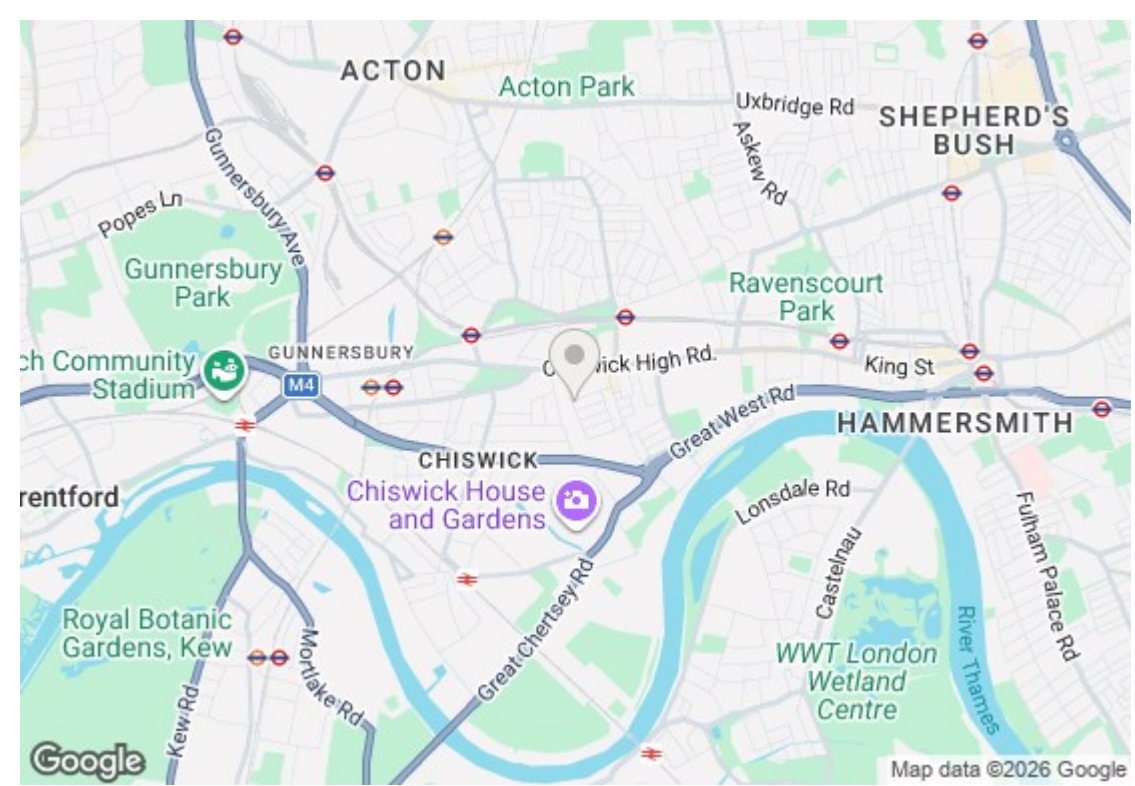 ACTON
Acton Park
Uxbridge Rd
SHEPHERD'S
BUSH
Askew Rd
Gunnersbury Ave
Popes Ln
Gunnersbury
Park
Ravenscourt
Park
GUNNERSBURY
ch Community
Stadium
M4
Chiswick High Rd.
King St
Great West Rd
HAMMERSMITH
CHISWICK
Chiswick House
and Gardens
Lonsdale Rd
rentford
Castelnau
Fulham Palace Rd
Great Chertsey Rd
Royal Botanic
Gardens, Kew
Mortlake Rd
Kew Rd
WWT London
Wetland
Centre
River Thames
Google
Map data ©2026 Google